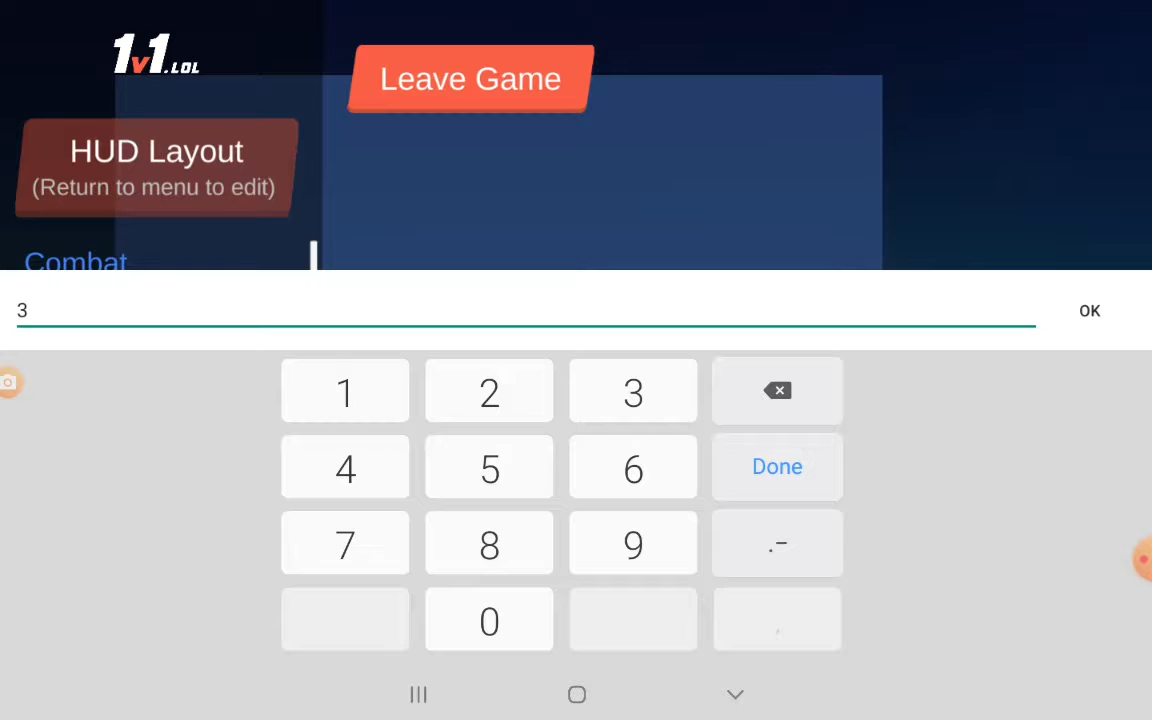 1v1.LOL
Leave Game
HUD Layout
(Return to menu to edit)
Combat
3
OK
1 2 3
4 5 6 Done
7 8 9 .-
0 ,